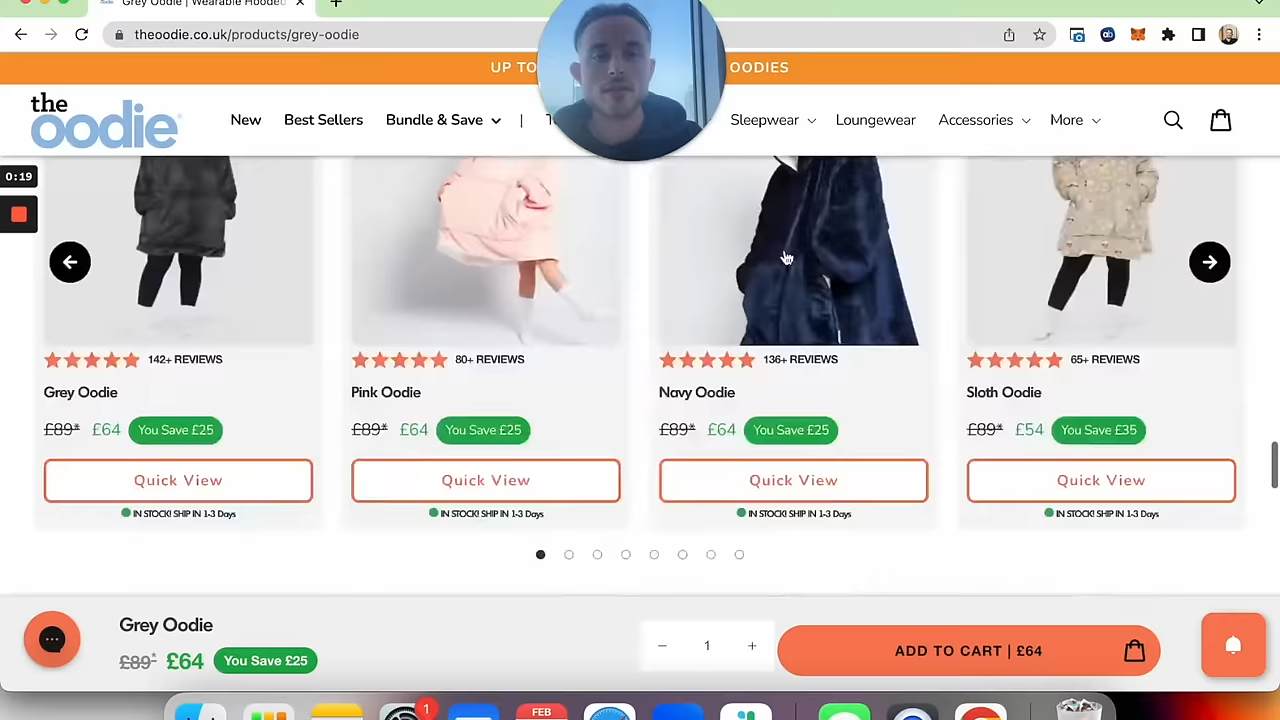 Grey Oodie | Wearable Hooded
theoodie.co.uk/products/grey-oodie
UP TO OODIES
the oodie
New Best Sellers Bundle & Save | Sleepwear Loungewear Accessories More
0:19
142+ REVIEWS 80+ REVIEWS 136+ REVIEWS 65+ REVIEWS
Grey Oodie Pink Oodie Navy Oodie Sloth Oodie
£89* £64 You Save £25 £89* £64 You Save £25 £89* £64 You Save £25 £89* £54 You Save £35
Quick View Quick View Quick View Quick View
IN STOCK! SHIP IN 1-3 Days IN STOCK! SHIP IN 1-3 Days IN STOCK! SHIP IN 1-3 Days IN STOCK! SHIP IN 1-3 Days
Grey Oodie
£89* £64 You Save £25
− 1 +
ADD TO CART | £64
1
FEB